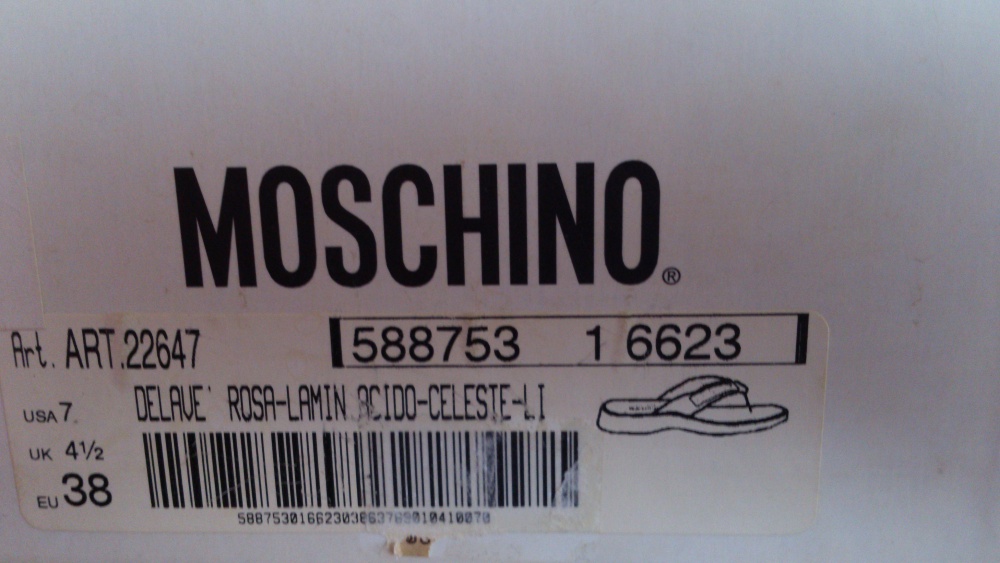 MOSCHINO®
Art. ART.22647
588753 1 6623
DELAVE' ROSA-LAMIN ACIDO-CELESTE-LI
USA 7
UK 4½
EU 38